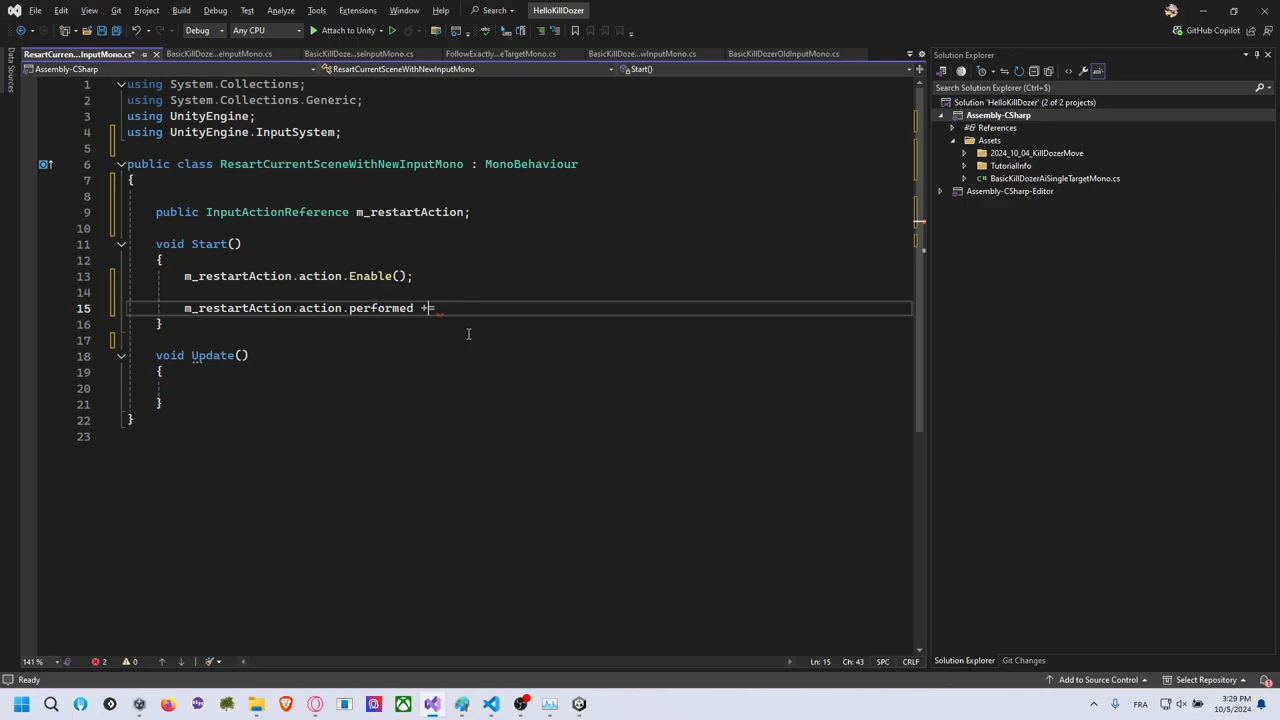 File Edit View Git Project Build Debug Test Analyze Tools Extensions Window Help Search HelloKillDozer
Debug Any CPU Attach to Unity GitHub Copilot
Data Sources
ResartCurren...InputMono.cs* BasicKillDoze...eInputMono.cs BasicKillDoze...seInputMono.cs FollowExactly...eTargetMono.cs BasicKillDoze...wInputMono.cs BasicKillDozerOldInputMono.cs
Assembly-CSharp ResartCurrentSceneWithNewInputMono Start()
1 using System.Collections;
2 using System.Collections.Generic;
3 using UnityEngine;
4 using UnityEngine.InputSystem;
5
6 public class ResartCurrentSceneWithNewInputMono : MonoBehaviour
7 {
8
9 public InputActionReference m_restartAction;
10
11 void Start()
12 {
13 m_restartAction.action.Enable();
14
15 m_restartAction.action.performed +=
16 }
17
18 void Update()
19 {
20
21 }
22 }
23
141 % 2 0 Ln: 15 Ch: 43 SPC CRLF
Solution Explorer
Search Solution Explorer (Ctrl+$)
Solution 'HelloKillDozer' (2 of 2 projects)
Assembly-CSharp
References
Assets
2024_10_04_KillDozerMove
TutorialInfo
BasicKillDozerAiSingleTargetMono.cs
Assembly-CSharp-Editor
Solution Explorer Git Changes
Ready Add to Source Control Select Repository
FR 3:29 PM
10/5/2024